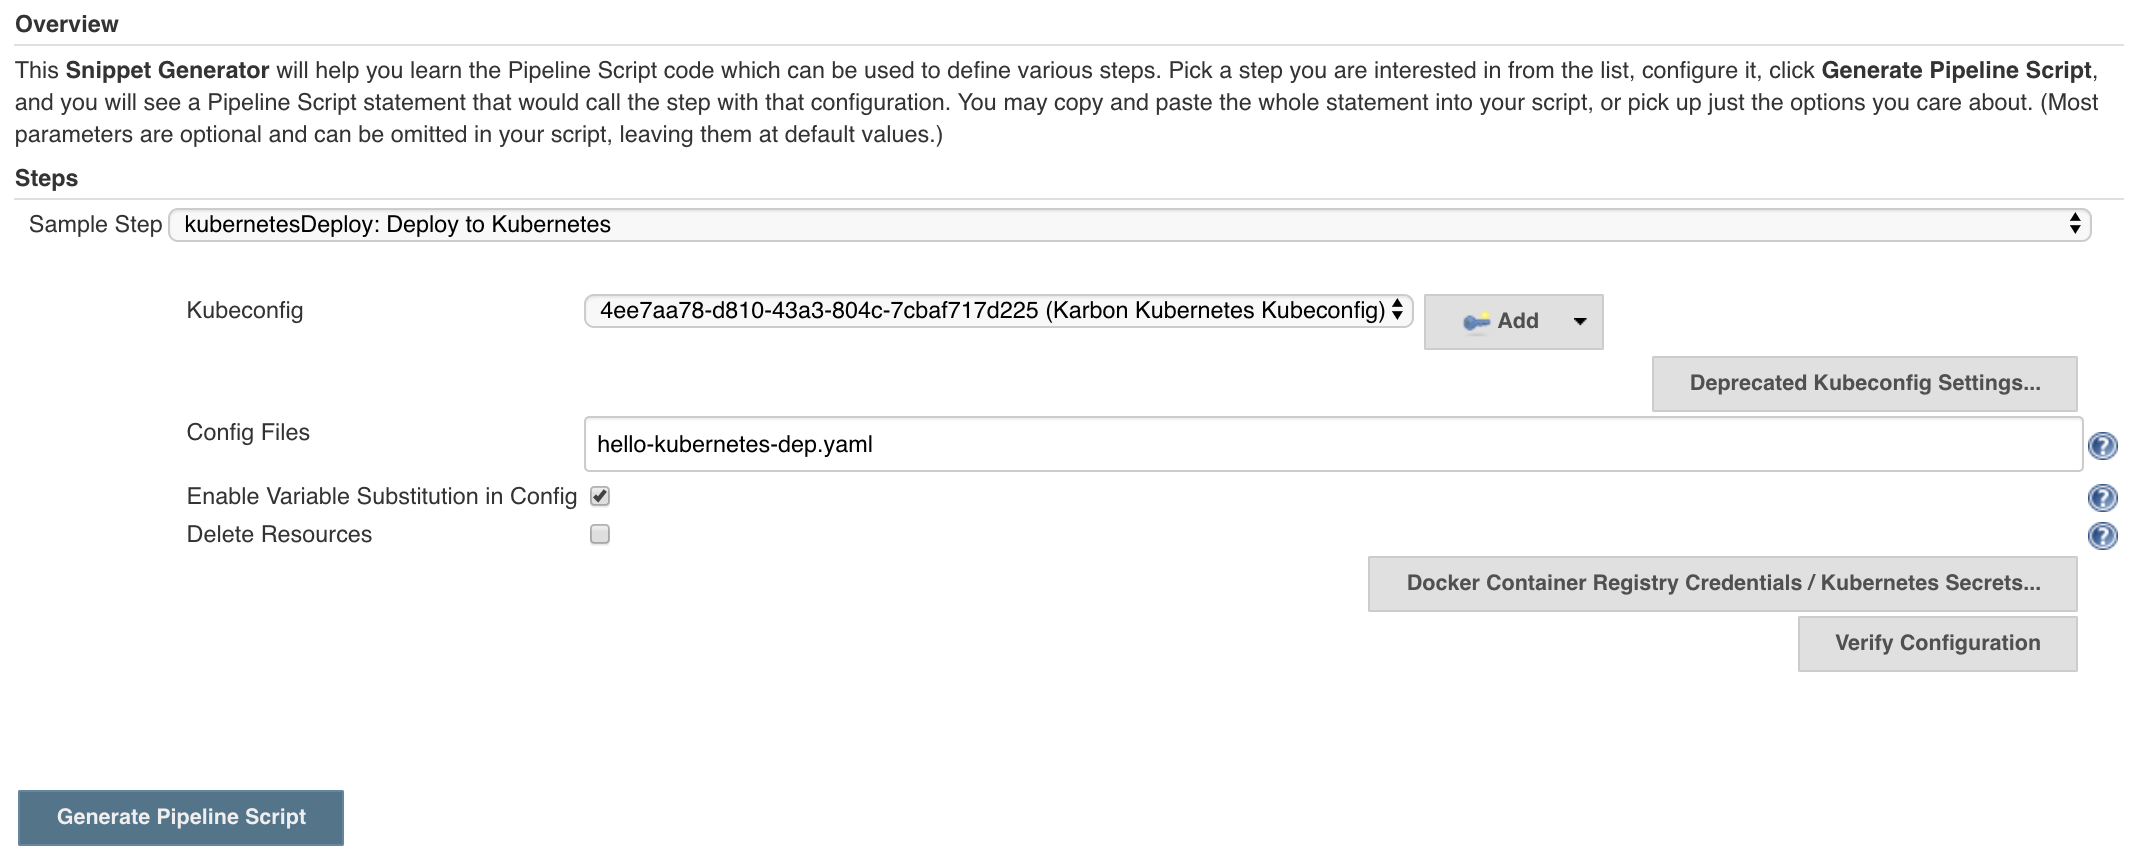 Overview
This Snippet Generator will help you learn the Pipeline Script code which can be used to define various steps. Pick a step you are interested in from the list, configure it, click Generate Pipeline Script,
and you will see a Pipeline Script statement that would call the step with that configuration. You may copy and paste the whole statement into your script, or pick up just the options you care about. (Most
parameters are optional and can be omitted in your script, leaving them at default values.)
Steps
Sample Step kubernetesDeploy: Deploy to Kubernetes
Kubeconfig 4ee7aa78-d810-43a3-804c-7cbaf717d225 (Karbon Kubernetes Kubeconfig) Add
Deprecated Kubeconfig Settings...
Config Files hello-kubernetes-dep.yaml
Enable Variable Substitution in Config
Delete Resources
Docker Container Registry Credentials / Kubernetes Secrets...
Verify Configuration
Generate Pipeline Script